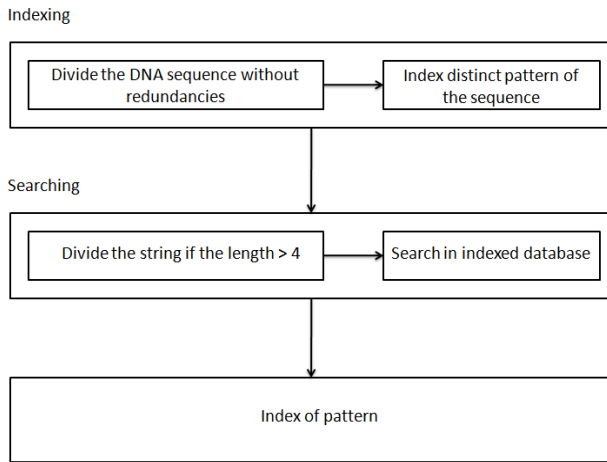 Indexing
Divide the DNA sequence without
redundancies
Index distinct pattern of
the sequence
Searching
Divide the string if the length > 4
Search in indexed database
Index of pattern